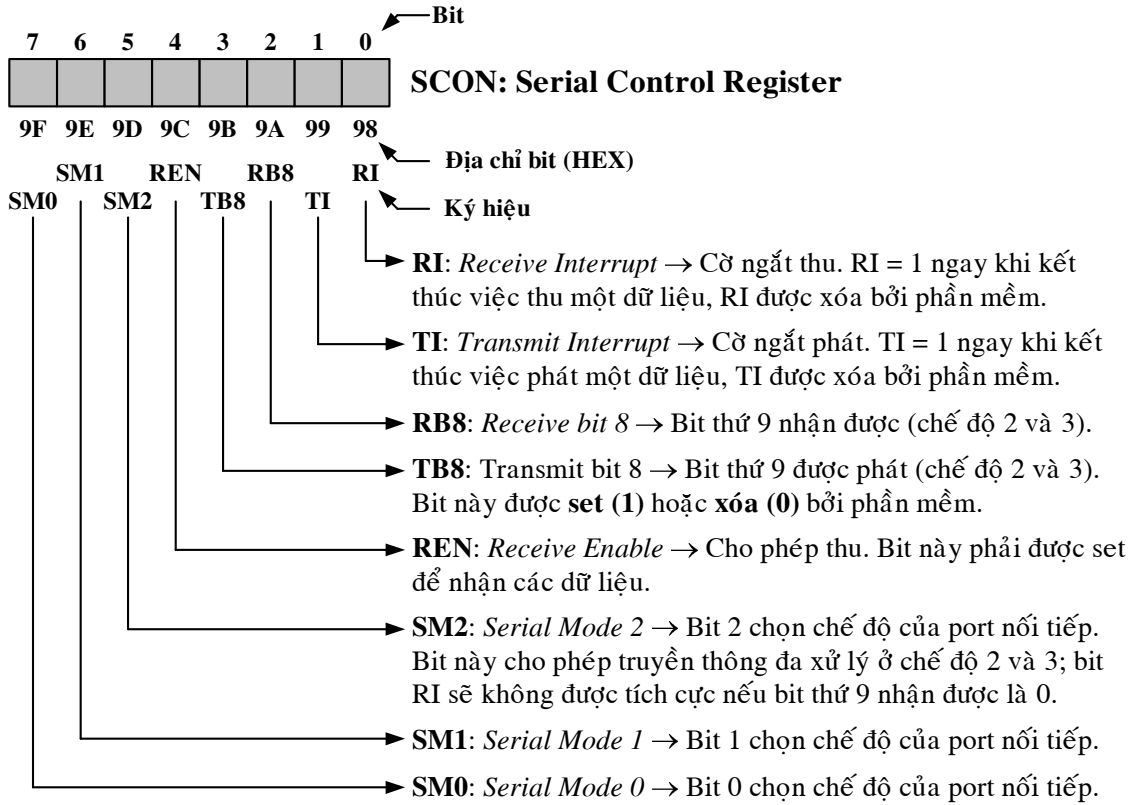 Bit
7 6 5 4 3 2 1 0
SCON: Serial Control Register
9F 9E 9D 9C 9B 9A 99 98
Địa chỉ bit (HEX)
SM1 REN RB8 RI
SM0 SM2 TB8 TI
Ký hiệu
RI: Receive Interrupt → Cờ ngắt thu. RI = 1 ngay khi kết
thúc việc thu một dữ liệu, RI được xóa bởi phần mềm.
TI: Transmit Interrupt → Cờ ngắt phát. TI = 1 ngay khi kết
thúc việc phát một dữ liệu, TI được xóa bởi phần mềm.
RB8: Receive bit 8 → Bit thứ 9 nhận được (chế độ 2 và 3).
TB8: Transmit bit 8 → Bit thứ 9 được phát (chế độ 2 và 3).
Bit này được set (1) hoặc xóa (0) bởi phần mềm.
REN: Receive Enable → Cho phép thu. Bit này phải được set
để nhận các dữ liệu.
SM2: Serial Mode 2 → Bit 2 chọn chế độ của port nối tiếp.
Bit này cho phép truyền thông đa xử lý ở chế độ 2 và 3; bit
RI sẽ không được tích cực nếu bit thứ 9 nhận được là 0.
SM1: Serial Mode 1 → Bit 1 chọn chế độ của port nối tiếp.
SM0: Serial Mode 0 → Bit 0 chọn chế độ của port nối tiếp.